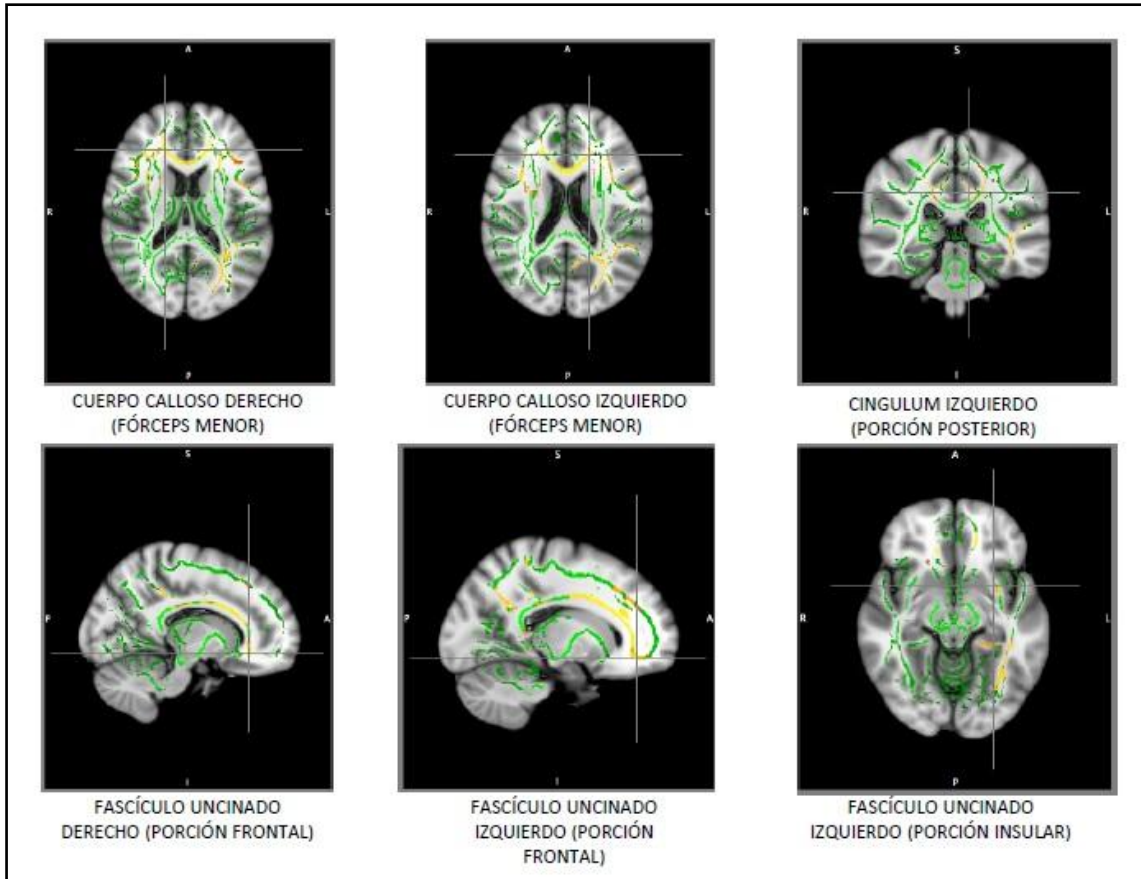 A
R
L
P
CUERPO CALLOSO DERECHO
(FÓRCEPS MENOR)
A
R
L
P
CUERPO CALLOSO IZQUIERDO
(FÓRCEPS MENOR)
S
R
L
I
CINGULUM IZQUIERDO
(PORCIÓN POSTERIOR)
S
P
A
I
FASCÍCULO UNCINADO
DERECHO (PORCIÓN FRONTAL)
S
P
A
I
FASCÍCULO UNCINADO
IZQUIERDO (PORCIÓN
FRONTAL)
A
R
L
P
FASCÍCULO UNCINADO
IZQUIERDO (PORCIÓN INSULAR)